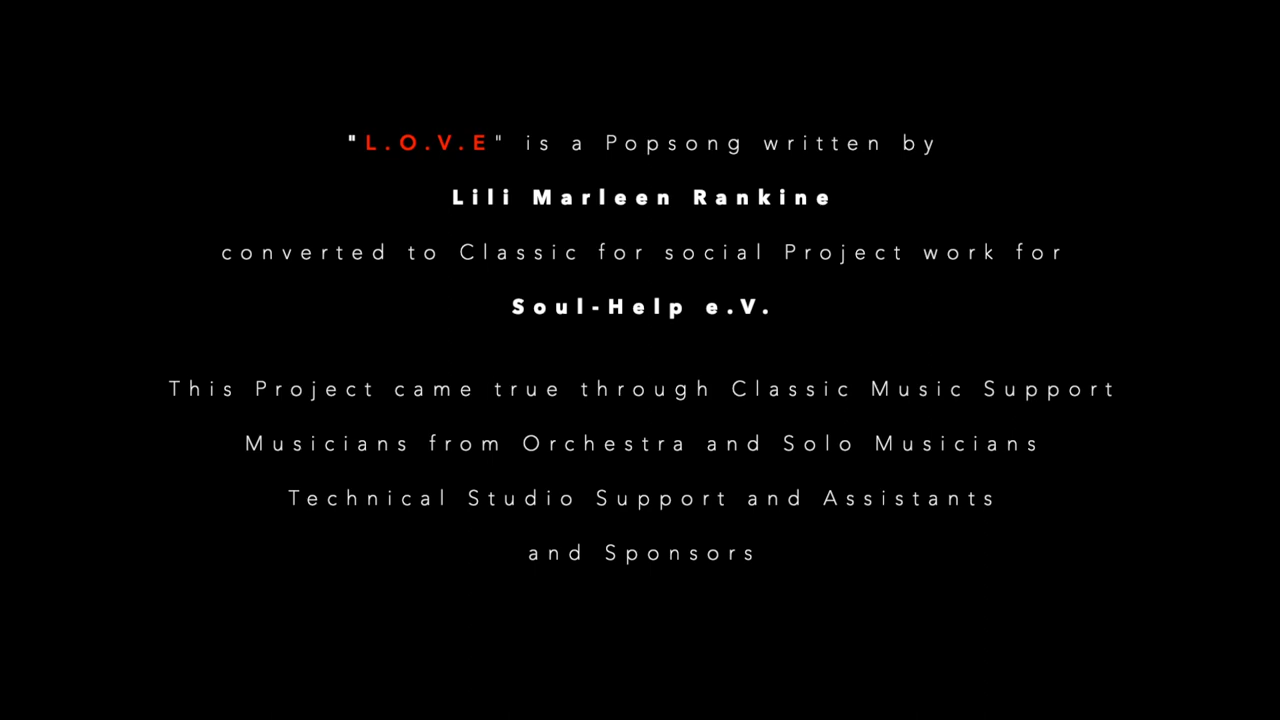 "L.O.V.E" is a Popsong written by
Lili Marleen Rankine
converted to Classic for social Project work for
Soul-Help e.V.
This Project came true through Classic Music Support
Musicians from Orchestra and Solo Musicians
Technical Studio Support and Assistants
and Sponsors